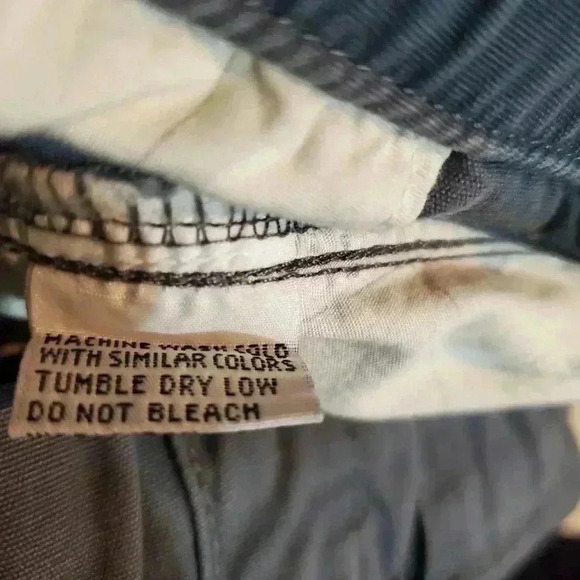 MACHINE WASH COLD
WITH SIMILAR COLORS
TUMBLE DRY LOW
DO NOT BLEACH